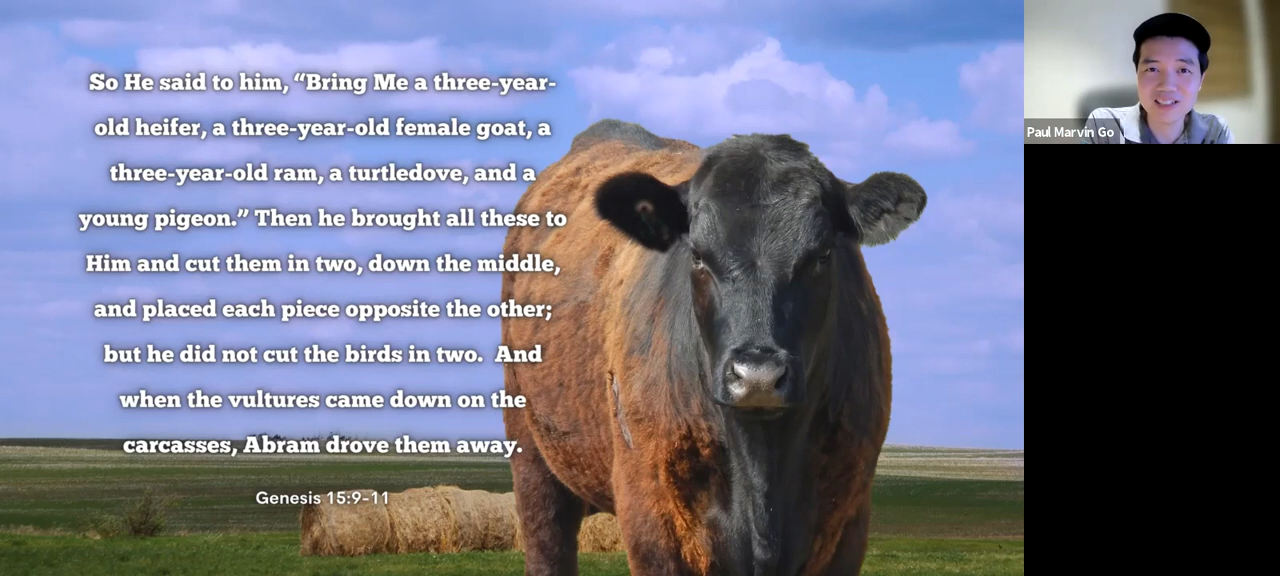 So He said to him, “Bring Me a three-year-
old heifer, a three-year-old female goat, a
three-year-old ram, a turtledove, and a
young pigeon.” Then he brought all these to
Him and cut them in two, down the middle,
and placed each piece opposite the other;
but he did not cut the birds in two.  And
when the vultures came down on the
carcasses, Abram drove them away.
Genesis 15:9-11
Paul Marvin Go